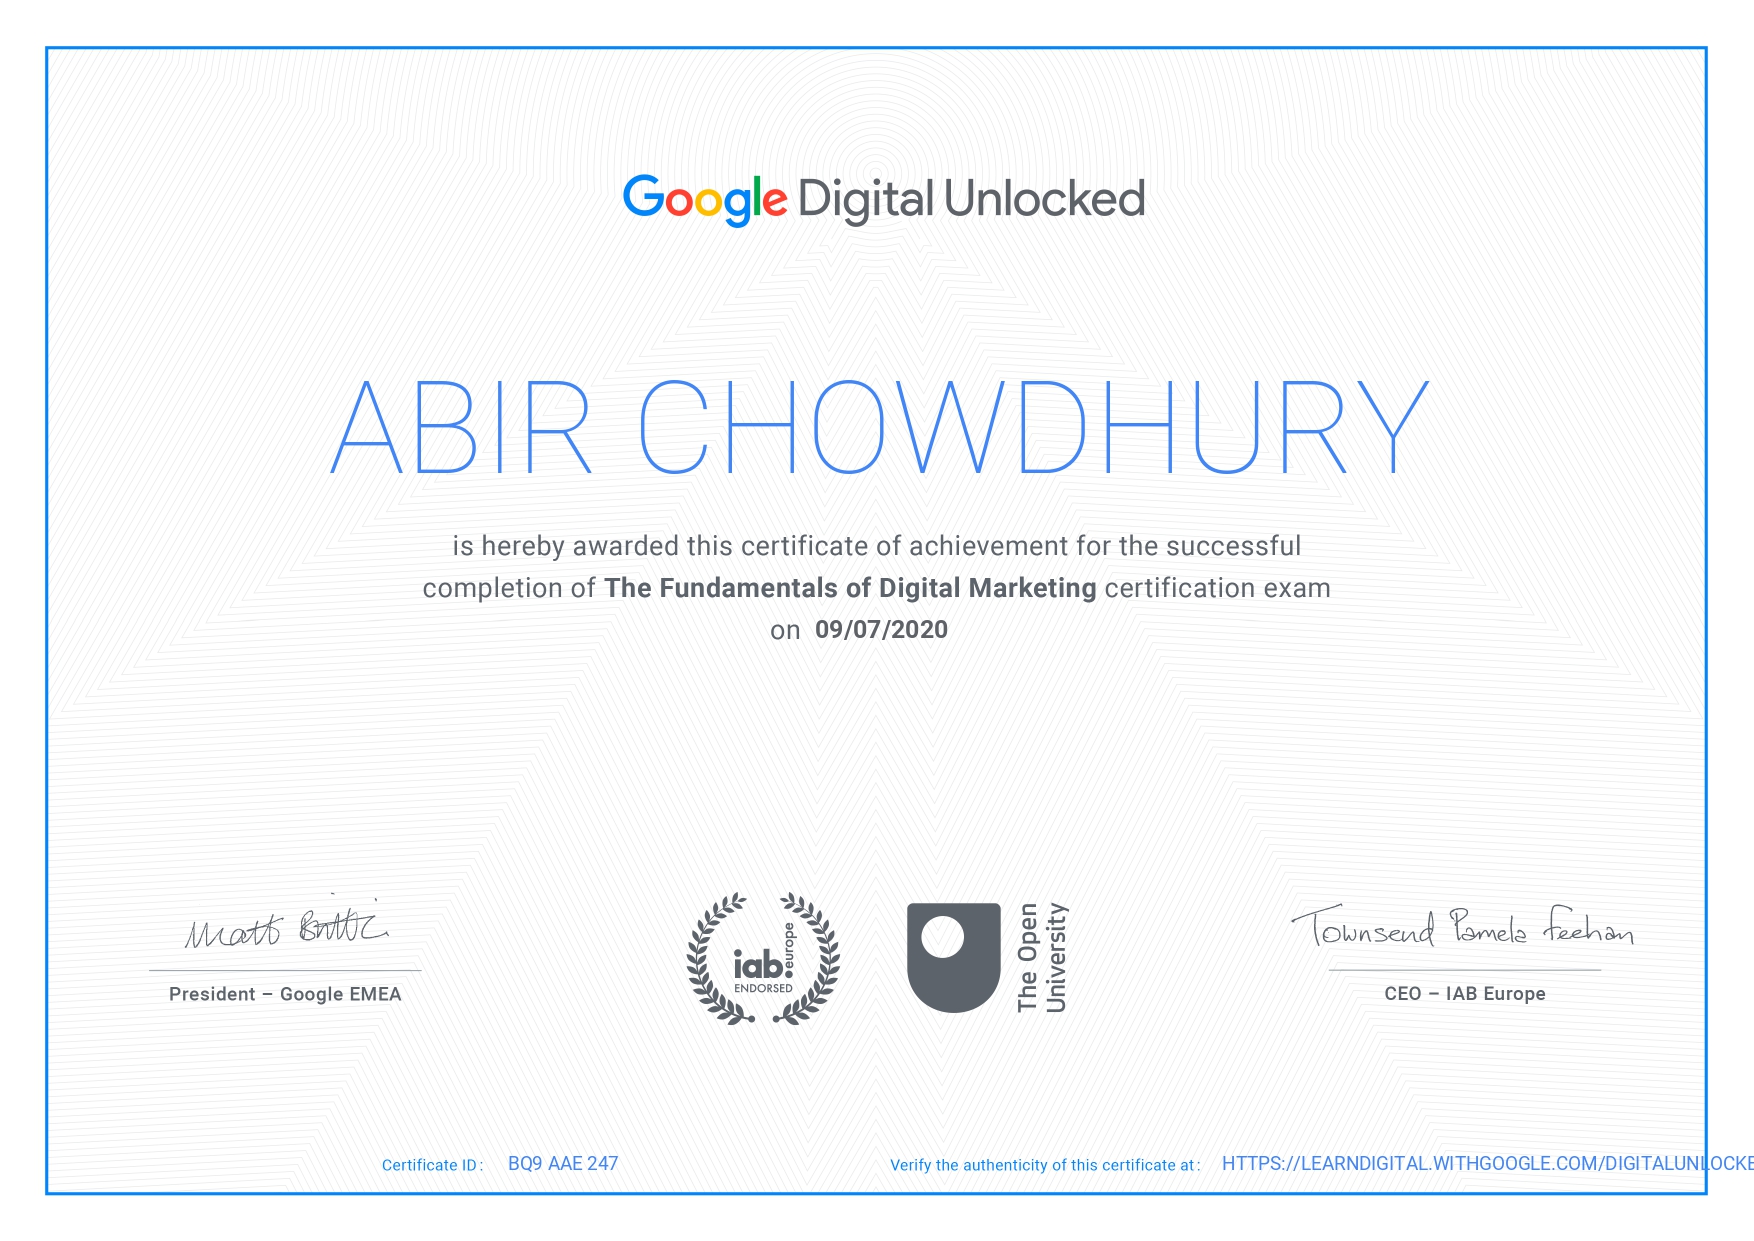 Google Digital Unlocked
ABIR CHOWDHURY
is hereby awarded this certificate of achievement for the successful
completion of The Fundamentals of Digital Marketing certification exam
on 09/07/2020
Matt Brittin
President – Google EMEA
iab.
europe
ENDORSED
The Open
University
Townsend Pamela Feehan
CEO – IAB Europe
Certificate ID : BQ9 AAE 247
Verify the authenticity of this certificate at : HTTPS://LEARNDIGITAL.WITHGOOGLE.COM/DIGITALUNLOCKE